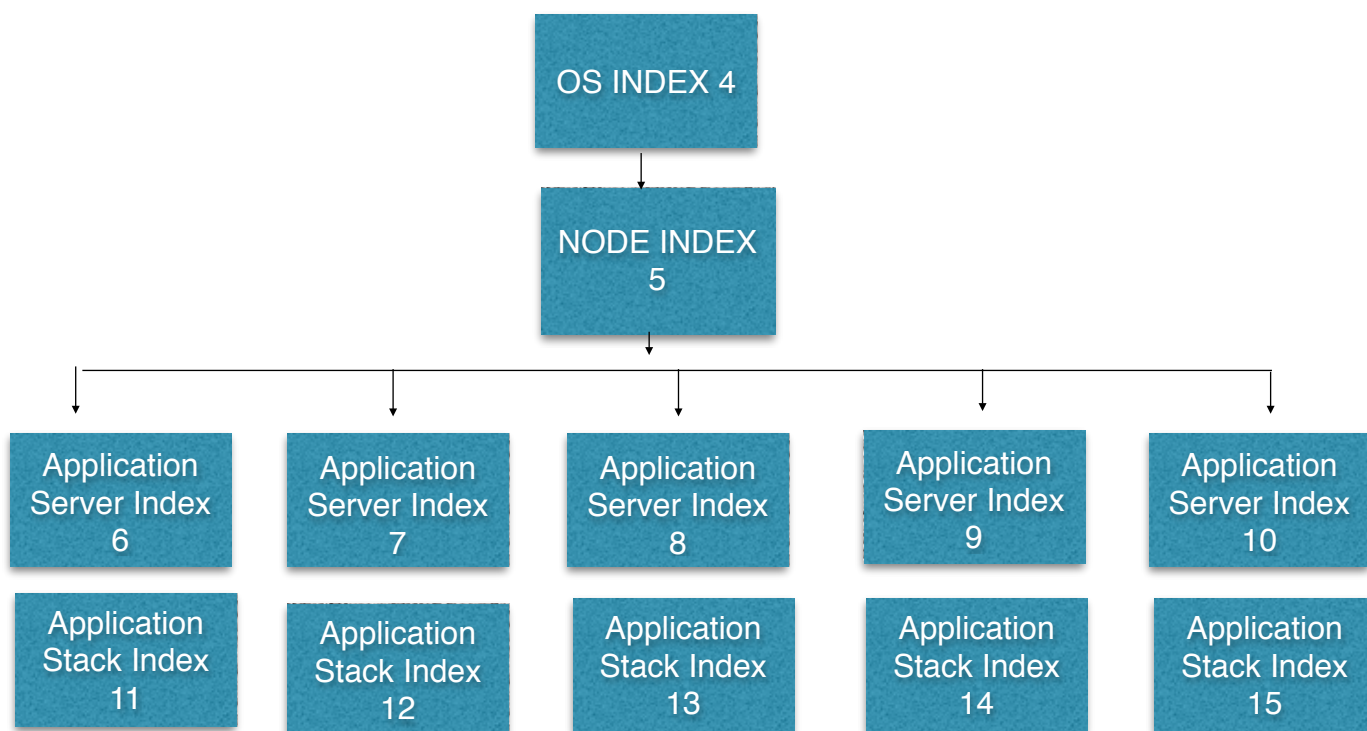 OS INDEX 4
NODE INDEX
5
Application
Server Index
6
Application
Server Index
7
Application
Server Index
8
Application
Server Index
9
Application
Server Index
10
Application
Stack Index
11
Application
Stack Index
12
Application
Stack Index
13
Application
Stack Index
14
Application
Stack Index
15